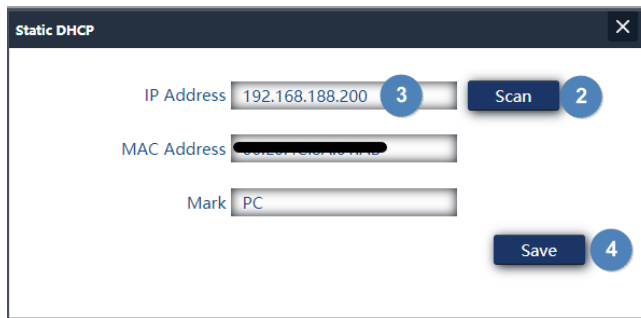 Static DHCP
IP Address 192.168.188.200 3 Scan 2
MAC Address
Mark PC
Save 4